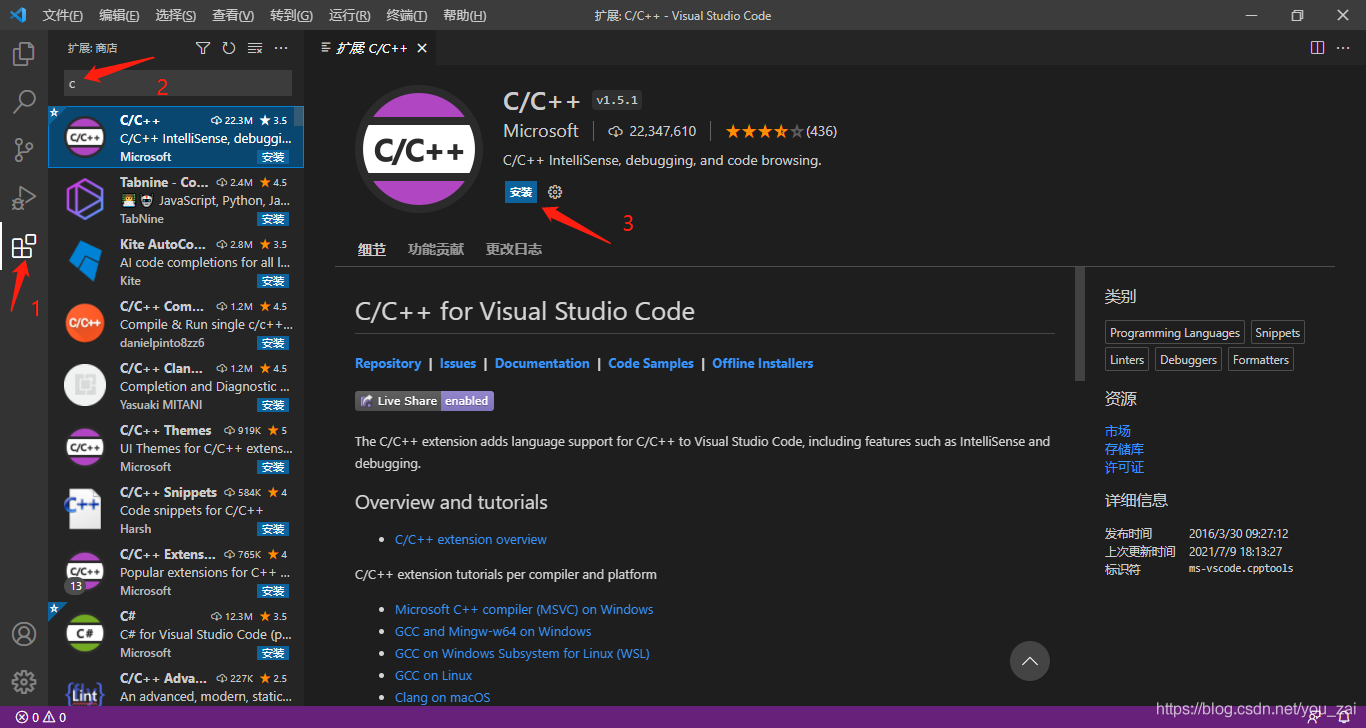 文件(F) 编辑(E) 选择(S) 查看(V) 转到(G) 运行(R) 终端(T) 帮助(H) 扩展: C/C++ - Visual Studio Code
扩展: 商店
c
1
2
3
C/C++ 22.3M 3.5
C/C++ IntelliSense, debuggi...
Microsoft 安装
Tabnine - Co... 2.4M 4.5
JavaScript, Python, Ja...
TabNine 安装
Kite AutoCo... 2.8M 3.5
AI code completions for all l...
Kite 安装
C/C++
C/C++ Com... 1.2M 4.5
Compile & Run single c/c++...
danielpinto8zz6 安装
C/C++ Clan... 1.2M 4.5
Completion and Diagnostic ...
Yasuaki MITANI 安装
C/C++
C/C++ Themes 919K 5
UI Themes for C/C++ extens...
Microsoft 安装
C++
C/C++ Snippets 584K 4
Code snippets for C/C++
Harsh 安装
C/C++
13
C/C++ Extens... 765K 4
Popular extensions for C++ ...
Microsoft 安装
C#
C# 12.3M 3.5
C# for Visual Studio Code (p...
Microsoft 安装
Lint
C/C++ Adva... 227K 2.5
An advanced, modern, static...
扩展 C/C++
C/C++
C/C++ v1.5.1
Microsoft 22,347,610 (436)
C/C++ IntelliSense, debugging, and code browsing.
安装
细节 功能贡献 更改日志
C/C++ for Visual Studio Code
Repository | Issues | Documentation | Code Samples | Offline Installers
Live Share enabled
The C/C++ extension adds language support for C/C++ to Visual Studio Code, including features such as IntelliSense and
debugging.
Overview and tutorials
C/C++ extension overview
C/C++ extension tutorials per compiler and platform
Microsoft C++ compiler (MSVC) on Windows
GCC and Mingw-w64 on Windows
GCC on Windows Subsystem for Linux (WSL)
GCC on Linux
Clang on macOS
类别
Programming Languages Snippets
Linters Debuggers Formatters
资源
市场
存储库
许可证
详细信息
发布时间 2016/3/30 09:27:12
上次更新时间 2021/7/9 18:13:27
标识符 ms-vscode.cpptools
0 0
https://blog.csdn.net/you_zai